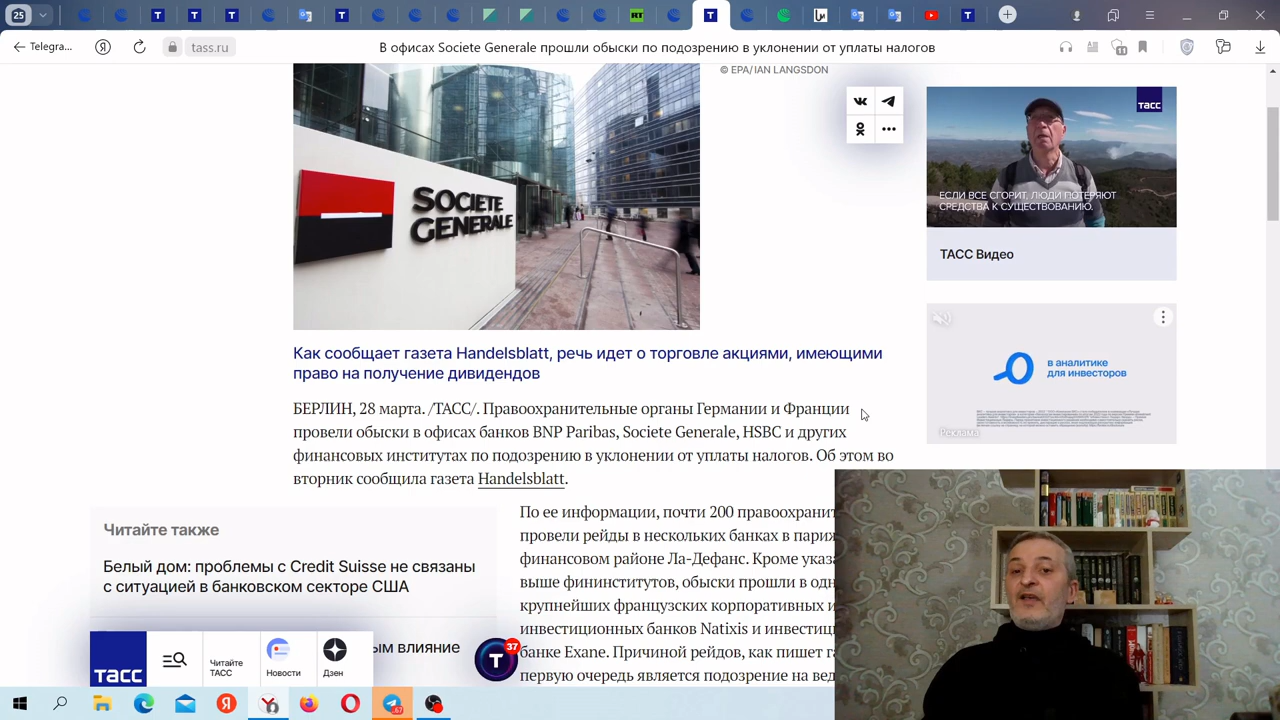 25
RT
Telegra...
Я
tass.ru
В офисах Societe Generale прошли обыски по подозрению в уклонении от уплаты налогов
11
© EPA/IAN LANGSDON
SOCIETE
GENERALE
ТАСС
ЕСЛИ ВСЕ СГОРИТ, ЛЮДИ ПОТЕРЯЮТ
СРЕДСТВА К СУЩЕСТВОВАНИЮ.
ТАСС Видео
в аналитике
для инвесторов
Реклама
Как сообщает газета Handelsblatt, речь идет о торговле акциями, имеющими
право на получение дивидендов
БЕРЛИН, 28 марта. /ТАСС/. Правоохранительные органы Германии и Франции
провели обыски в офисах банков BNP Paribas, Societe Generale, HSBC и других
финансовых институтах по подозрению в уклонении от уплаты налогов. Об этом во
вторник сообщила газета Handelsblatt.
Читайте также
Белый дом: проблемы с Credit Suisse не связаны
с ситуацией в банковском секторе США
ым влияние
По ее информации, почти 200 правоохранит
провели рейды в нескольких банках в париж
финансовом районе Ла-Дефанс. Кроме указа
выше фининститутов, обыски прошли в одн
крупнейших французских корпоративных и
инвестиционных банков Natixis и инвестиц
банке Exane. Причиной рейдов, как пишет г
первую очередь является подозрение на вед
ТАСС
Читайте
ТАСС
Новости
Дзен
T
37
Я
67